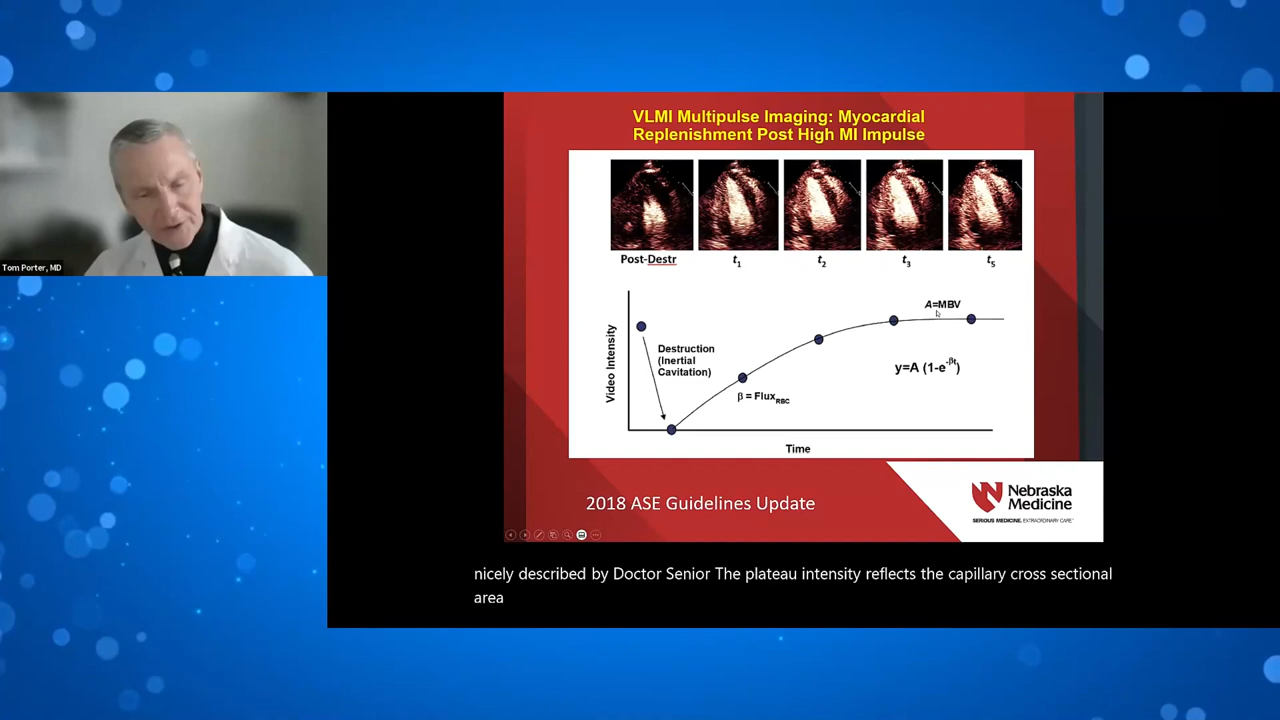 Tom Porter, MD
VLMI Multipulse Imaging: Myocardial
Replenishment Post High MI Impulse
Post-Destr t1 t2 t3 t5
Video Intensity
Destruction
(Inertial
Cavitation)
β = FluxRBC
A=MBV
y=A (1-e-βt)
Time
2018 ASE Guidelines Update
Nebraska
Medicine
SERIOUS MEDICINE. EXTRAORDINARY CARE.™
nicely described by Doctor Senior The plateau intensity reflects the capillary cross sectional
area